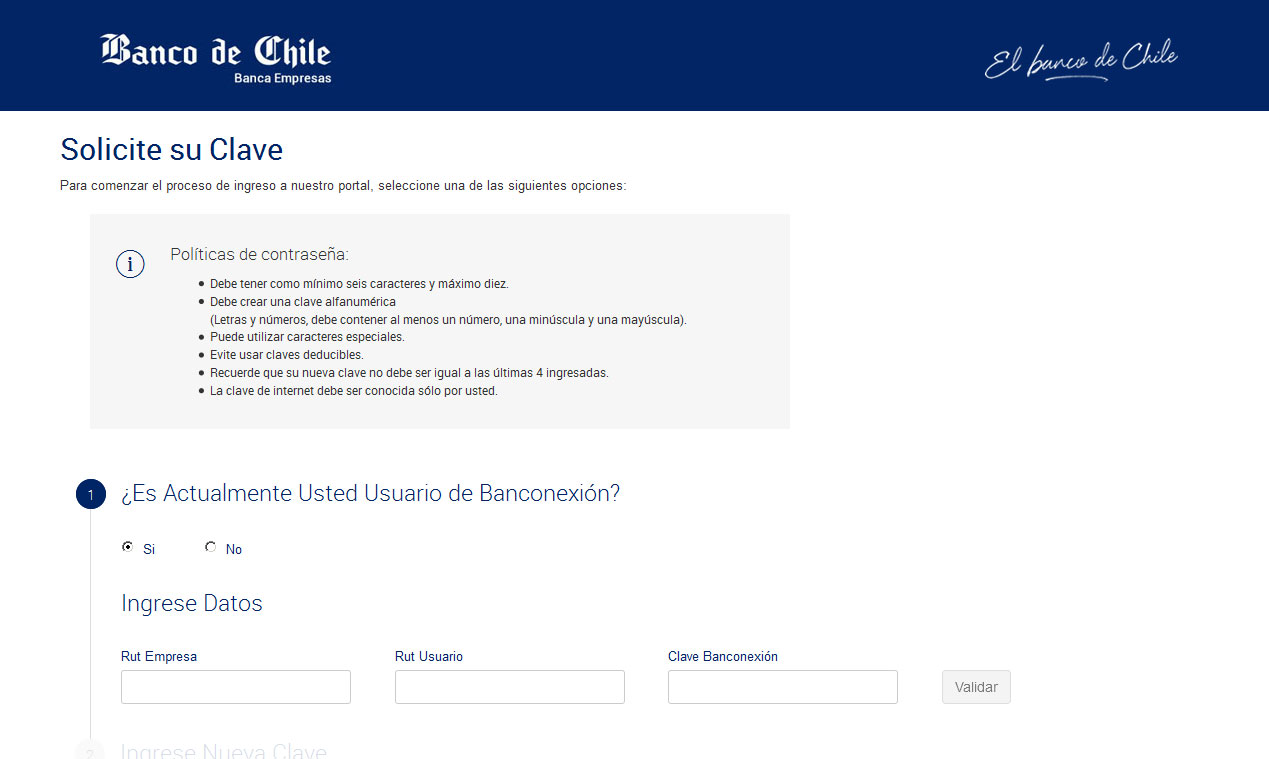 Banco de Chile
Banca Empresas
El banco de Chile
Solicite su Clave
Para comenzar el proceso de ingreso a nuestro portal, seleccione una de las siguientes opciones:
i
Políticas de contraseña:
• Debe tener como mínimo seis caracteres y máximo diez.
• Debe crear una clave alfanumérica
(Letras y números, debe contener al menos un número, una minúscula y una mayúscula).
• Puede utilizar caracteres especiales.
• Evite usar claves deducibles.
• Recuerde que su nueva clave no debe ser igual a las últimas 4 ingresadas.
• La clave de internet debe ser conocida sólo por usted.
1 ¿Es Actualmente Usted Usuario de Banconexión?
Si No
Ingrese Datos
Rut Empresa Rut Usuario Clave Banconexión
Validar
2 Ingrese Nueva Clave